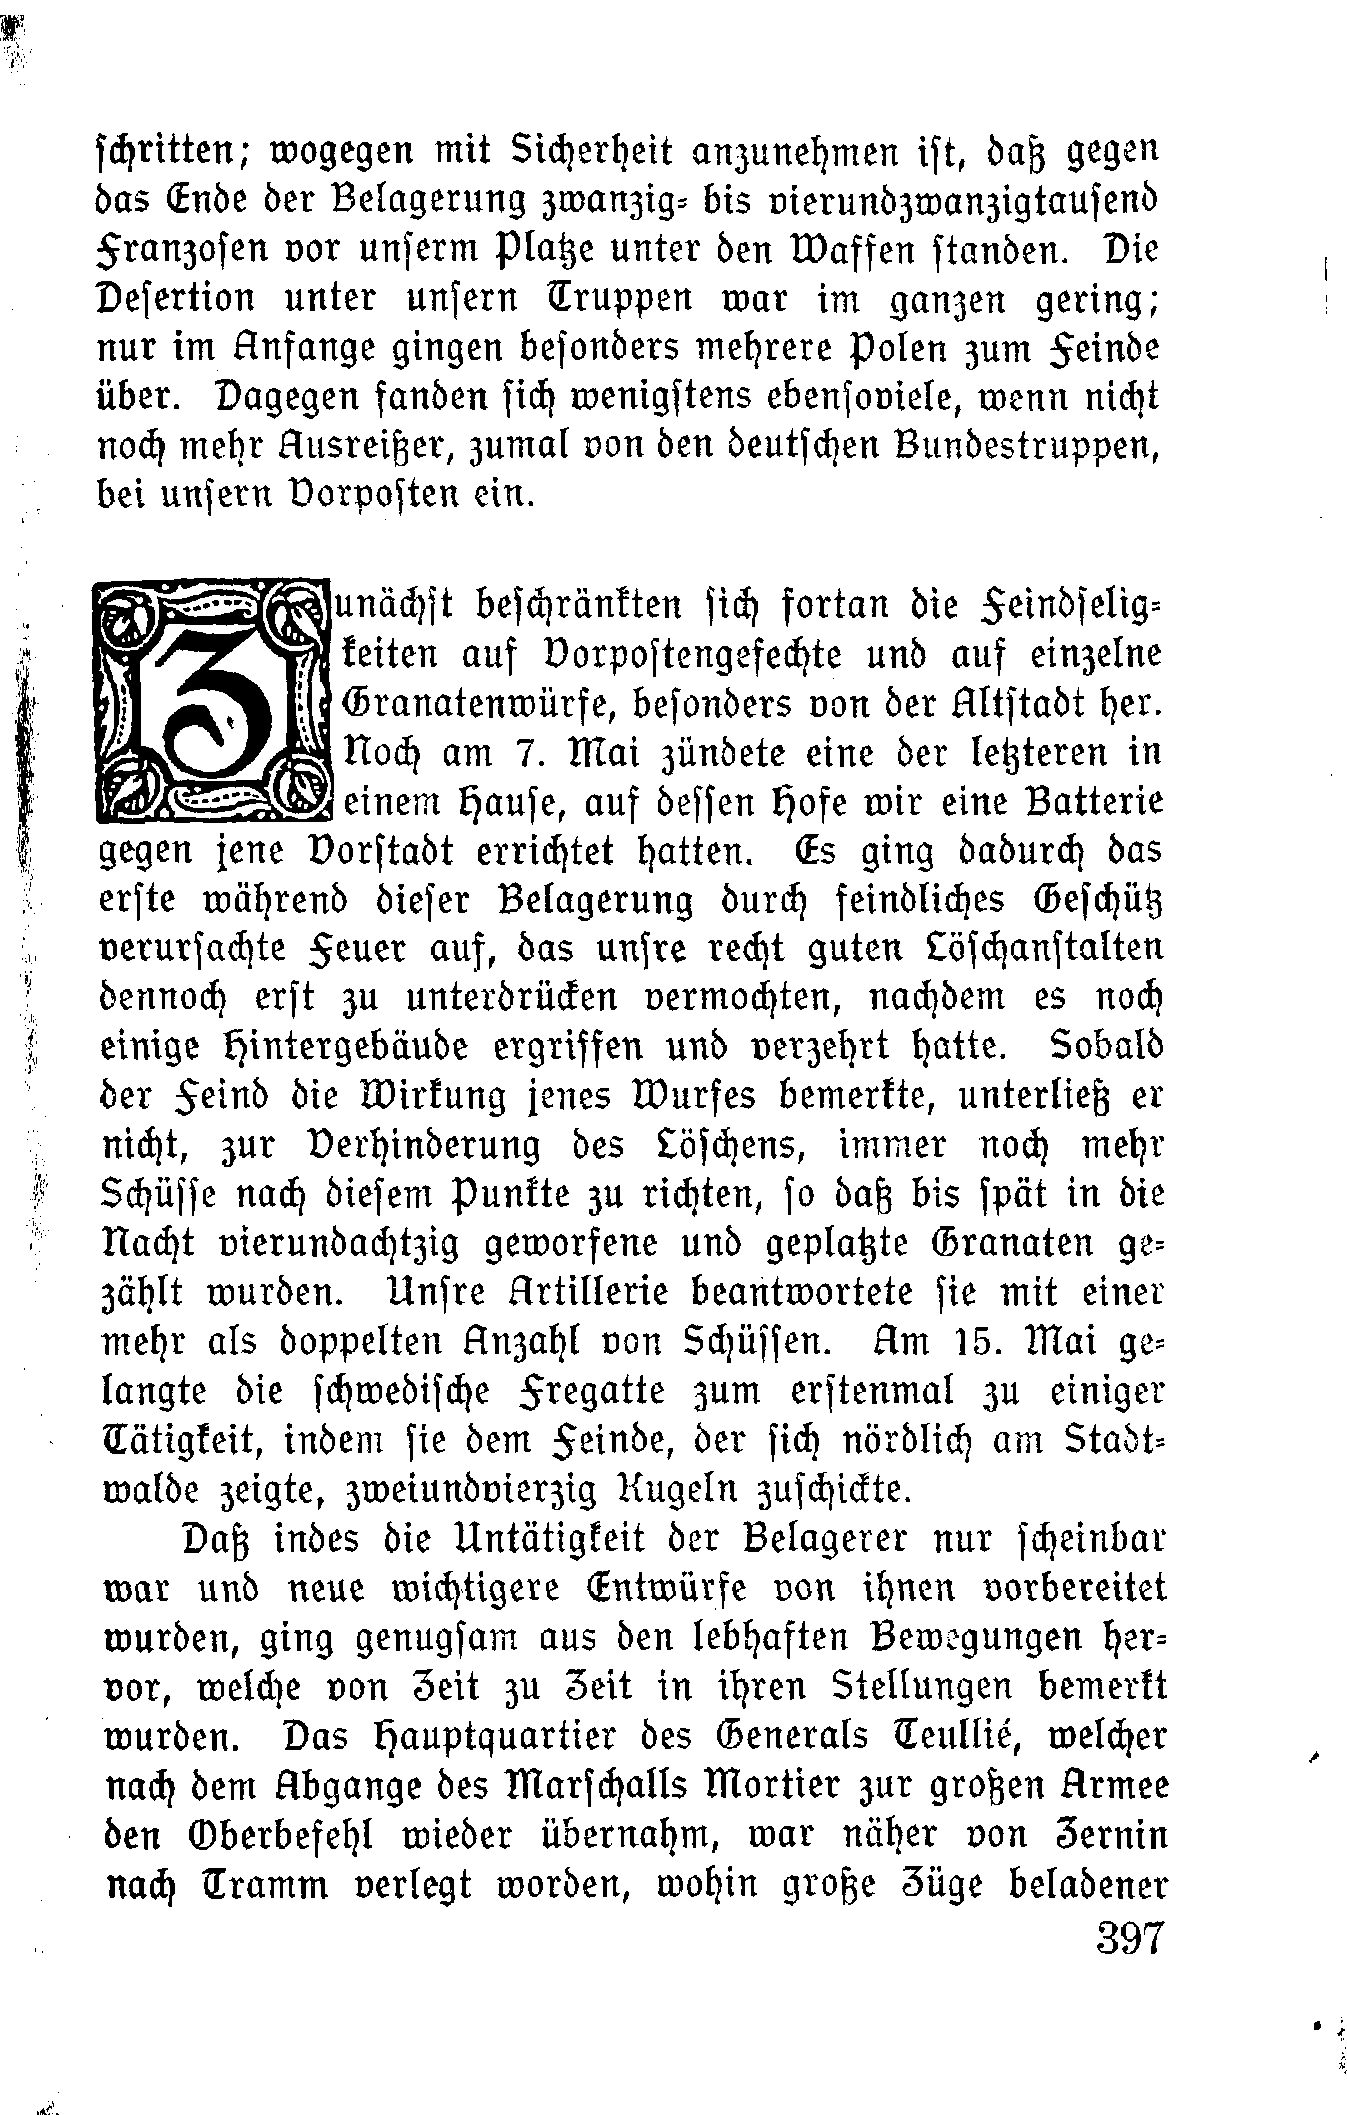 schritten; wogegen mit Sicherheit anzunehmen ist, daß gegen
das Ende der Belagerung zwanzig- bis vierundzwanzigtausend
Franzosen vor unserm Platze unter den Waffen standen. Die
Desertion unter unsern Truppen war im ganzen gering;
nur im Anfange gingen besonders mehrere Polen zum Feinde
über. Dagegen fanden sich wenigstens ebensoviele, wenn nicht
noch mehr Ausreißer, zumal von den deutschen Bundestruppen,
bei unsern Vorposten ein.
Zunächst beschränkten sich fortan die Feindselig-
keiten auf Vorpostengefechte und auf einzelne
Granatenwürfe, besonders von der Altstadt her.
Noch am 7. Mai zündete eine der letzteren in
einem Hause, auf dessen Hofe wir eine Batterie
gegen jene Vorstadt errichtet hatten. Es ging dadurch das
erste während dieser Belagerung durch feindliches Geschütz
verursachte Feuer auf, das unsre recht guten Löschanstalten
dennoch erst zu unterdrücken vermochten, nachdem es noch
einige Hintergebäude ergriffen und verzehrt hatte. Sobald
der Feind die Wirkung jenes Wurfes bemerkte, unterließ er
nicht, zur Verhinderung des Löschens, immer noch mehr
Schüsse nach diesem Punkte zu richten, so daß bis spät in die
Nacht vierundachtzig geworfene und geplatzte Granaten ge-
zählt wurden. Unsre Artillerie beantwortete sie mit einer
mehr als doppelten Anzahl von Schüssen. Am 15. Mai ge-
langte die schwedische Fregatte zum erstenmal zu einiger
Tätigkeit, indem sie dem Feinde, der sich nördlich am Stadt-
walde zeigte, zweiundvierzig Kugeln zuschickte.
Daß indes die Untätigkeit der Belagerer nur scheinbar
war und neue wichtigere Entwürfe von ihnen vorbereitet
wurden, ging genugsam aus den lebhaften Bewegungen her-
vor, welche von Zeit zu Zeit in ihren Stellungen bemerkt
wurden. Das Hauptquartier des Generals Teullié, welcher
nach dem Abgange des Marschalls Mortier zur großen Armee
den Oberbefehl wieder übernahm, war näher von Zernin
nach Tramm verlegt worden, wohin große Züge beladener
397